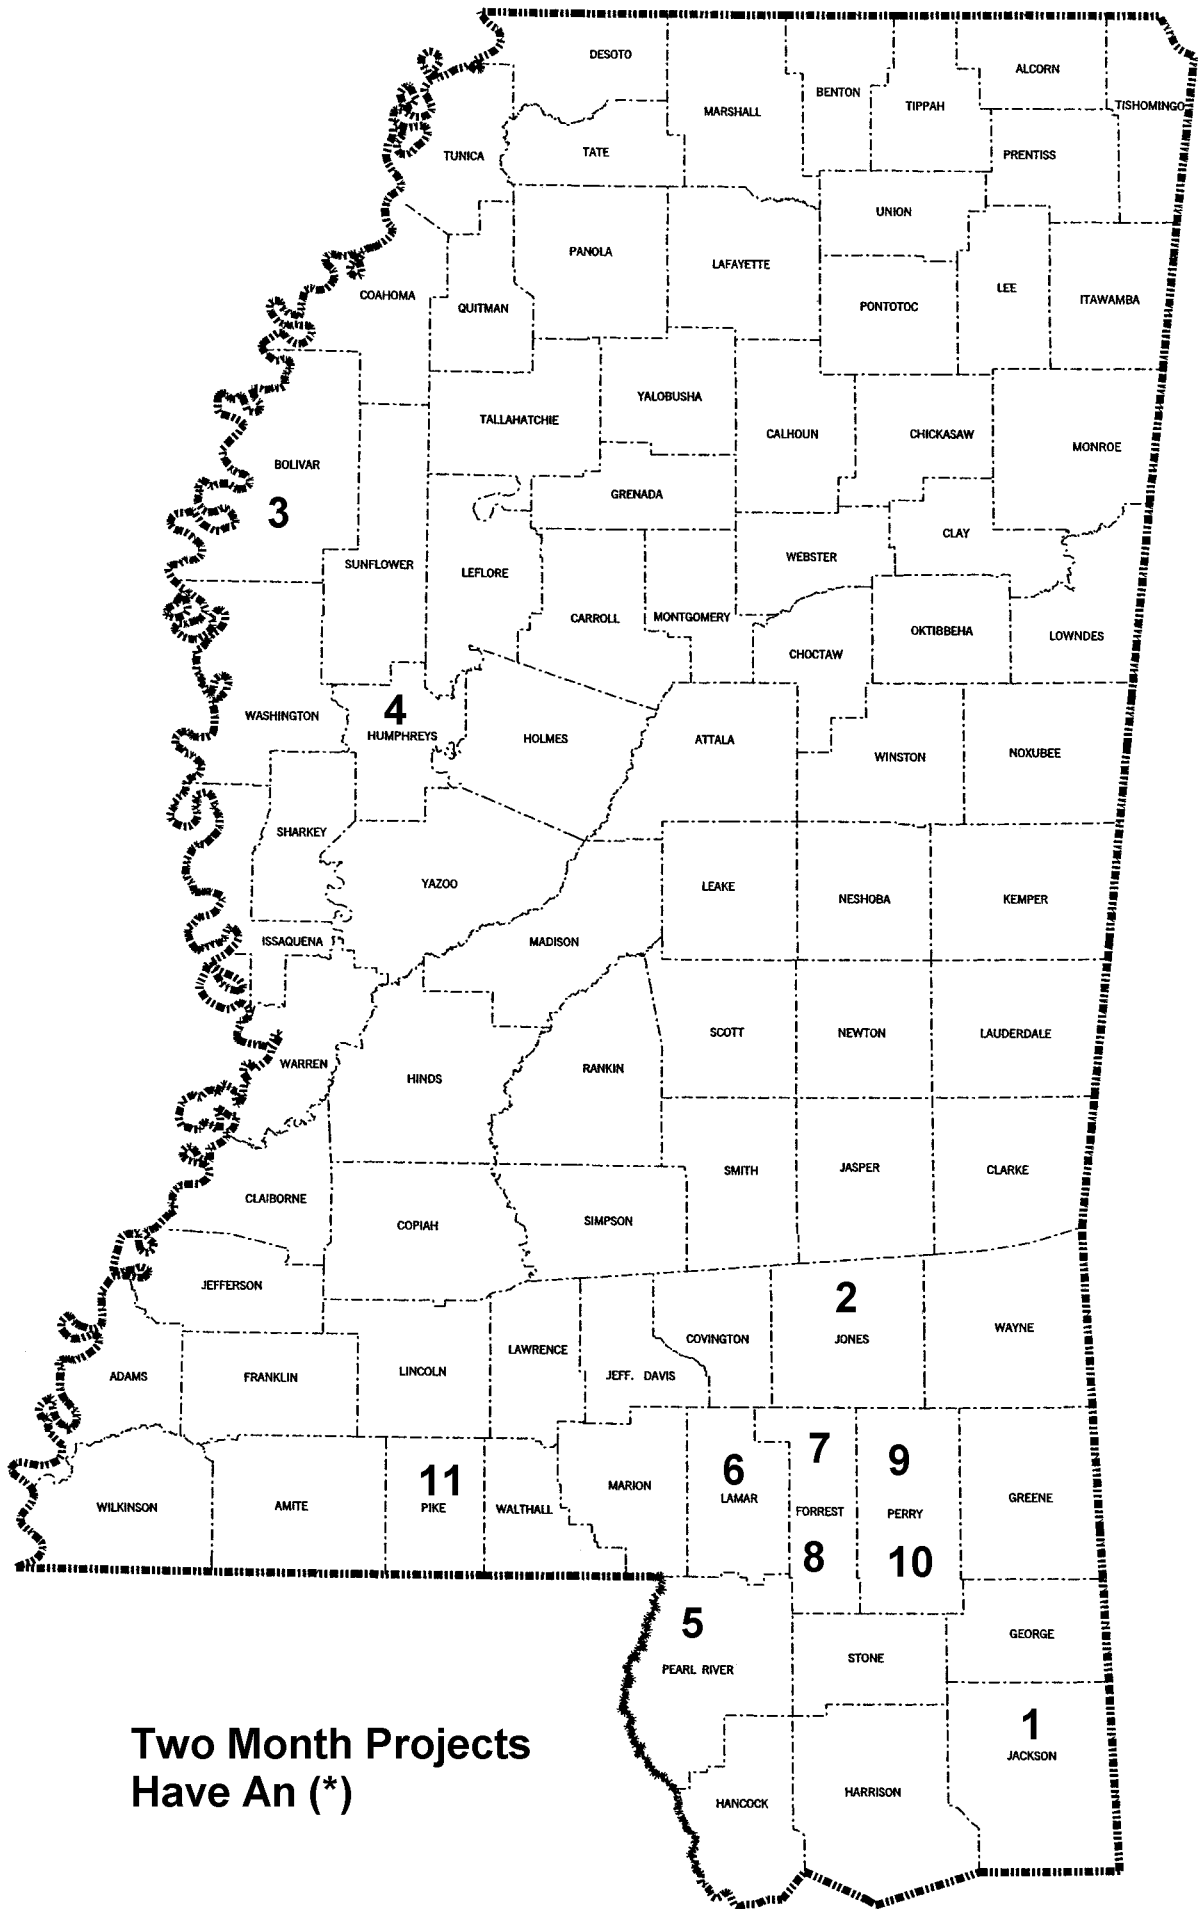 DESOTO
MARSHALL
BENTON
TIPPAH
ALCORN
TISHOMINGO
TUNICA
TATE
PRENTISS
UNION
PANOLA
LAFAYETTE
COAHOMA
QUITMAN
PONTOTOC
LEE
ITAWAMBA
TALLAHATCHIE
YALOBUSHA
CALHOUN
CHICKASAW
MONROE
BOLIVAR
3
GRENADA
SUNFLOWER
LEFLORE
WEBSTER
CLAY
CARROLL
MONTGOMERY
CHOCTAW
OKTIBBEHA
LOWNDES
WASHINGTON
4
HUMPHREYS
HOLMES
ATTALA
WINSTON
NOXUBEE
SHARKEY
YAZOO
LEAKE
NESHOBA
KEMPER
ISSAQUENA
MADISON
WARREN
HINDS
RANKIN
SCOTT
NEWTON
LAUDERDALE
CLAIBORNE
COPIAH
SIMPSON
SMITH
JASPER
CLARKE
JEFFERSON
2
ADAMS
FRANKLIN
LINCOLN
LAWRENCE
JEFF. DAVIS
COVINGTON
JONES
WAYNE
WILKINSON
AMITE
11
PIKE
WALTHALL
MARION
6
LAMAR
7
FORREST
8
9
PERRY
10
GREENE
5
PEARL RIVER
STONE
GEORGE
1
JACKSON
HANCOCK
HARRISON
Two Month Projects
Have An (*)